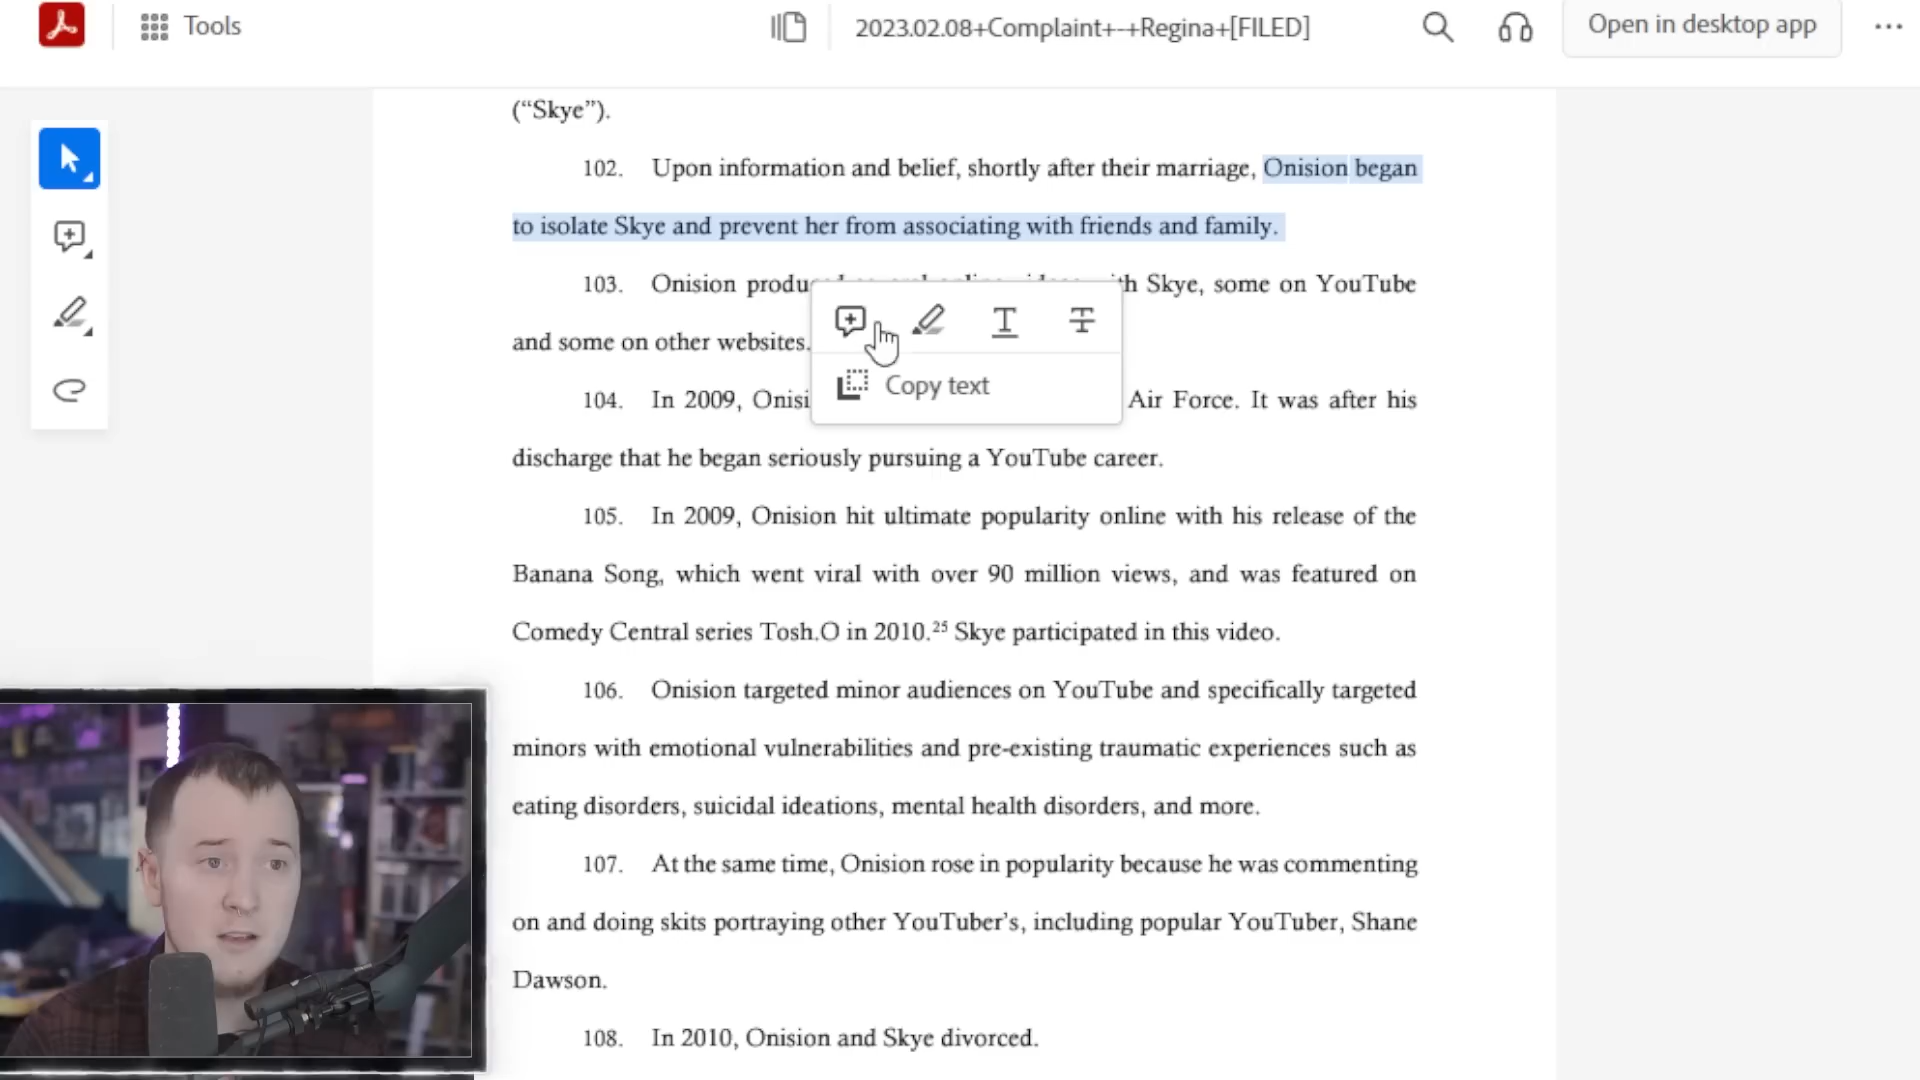 Tools
2023.02.08+Complaint+-+Regina+[FILED]
Open in desktop app
(“Skye”).
102. Upon information and belief, shortly after their marriage, Onision began
to isolate Skye and prevent her from associating with friends and family.
103. Onision produ h Skye, some on YouTube
and some on other websites.
104. In 2009, Onisi Air Force. It was after his
Copy text
discharge that he began seriously pursuing a YouTube career.
105. In 2009, Onision hit ultimate popularity online with his release of the
Banana Song, which went viral with over 90 million views, and was featured on
Comedy Central series Tosh.O in 2010.²⁵ Skye participated in this video.
106. Onision targeted minor audiences on YouTube and specifically targeted
minors with emotional vulnerabilities and pre-existing traumatic experiences such as
eating disorders, suicidal ideations, mental health disorders, and more.
107. At the same time, Onision rose in popularity because he was commenting
on and doing skits portraying other YouTuber’s, including popular YouTuber, Shane
Dawson.
108. In 2010, Onision and Skye divorced.